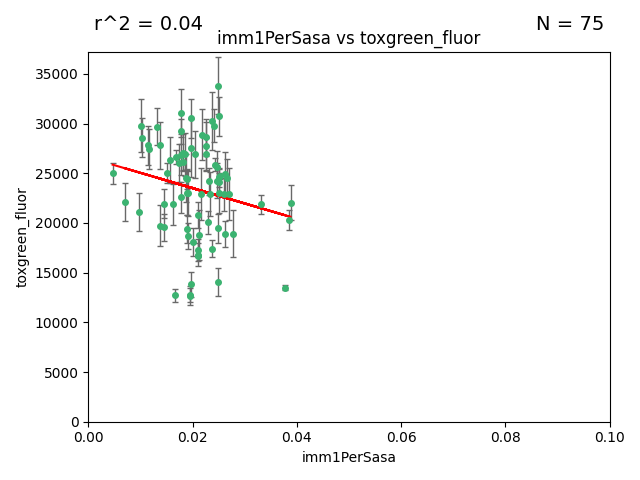 r^2 = 0.04
N = 75
imm1PerSasa vs toxgreen_fluor
35000
30000
25000
20000
15000
10000
5000
0
toxgreen_fluor
0.00 0.02 0.04 0.06 0.08 0.10
imm1PerSasa